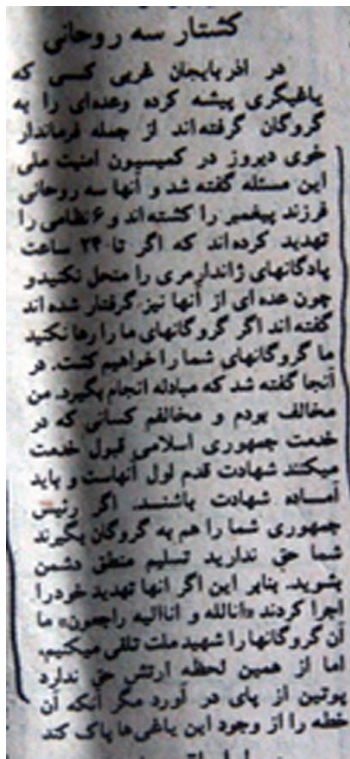 کشتار سه روحانی
در آذربایجان غربی کسی که
یاغیگری پیشه کرده وعده‌ای را به
گروگان گرفته‌اند از جمله فرماندار
خوی دیروز در کمیسیون امنیت ملی
این مسئله گفته شد و آنها سه روحانی
فرزند پیغمبر را کشته‌اند و ۶ نظامی را
تهدید کرده‌اند که اگر تا ۲۴ ساعت
پادگانهای ژاندارمری را منحل نکنید و
چون عده‌ای از آنها نیز گرفتار شده‌اند
گفته‌اند اگر گروگانهای ما را رها نکنید
ما گروگانهای شما را خواهیم کشت. در
آنجا گفته شد که مبادله انجام بگیرد. من
مخالف بودم و مخالفم کسانی که در
خدمت جمهوری اسلامی قبول خدمت
میکنند شهادت قدم اول آنهاست و باید
آمساده شهادت باشند. اگر رئیس
جمهوری شما را هم به گروگان بگیرند
شما حق ندارید تسلیم منطق دشمن
بشوید. بنابر این اگر آنها تهدید خود را
اجرا کردند «انالله و اناالیه راجعون» ما
آن گروگانها را شهید ملت تلقی میکنیم،
اما از همین لحظه ارتش حق ندارد
پوتین از پای در آورد مگر آنکه آن
خطه را از وجود این یاغی‌ها پاک کند